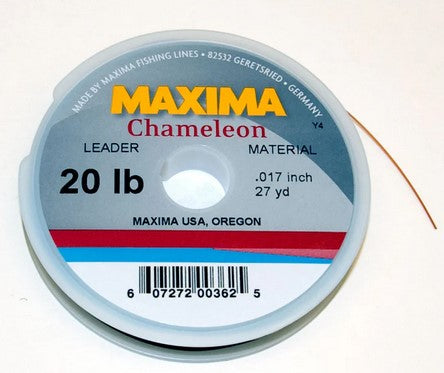 MADE BY MAXIMA FISHING LINES • 82532 GERETSRIED • GERMANY
MAXIMA
Chameleon
Y4
LEADER MATERIAL
20 lb
.017 inch
27 yd
MAXIMA USA, OREGON
6 07272 00362 5